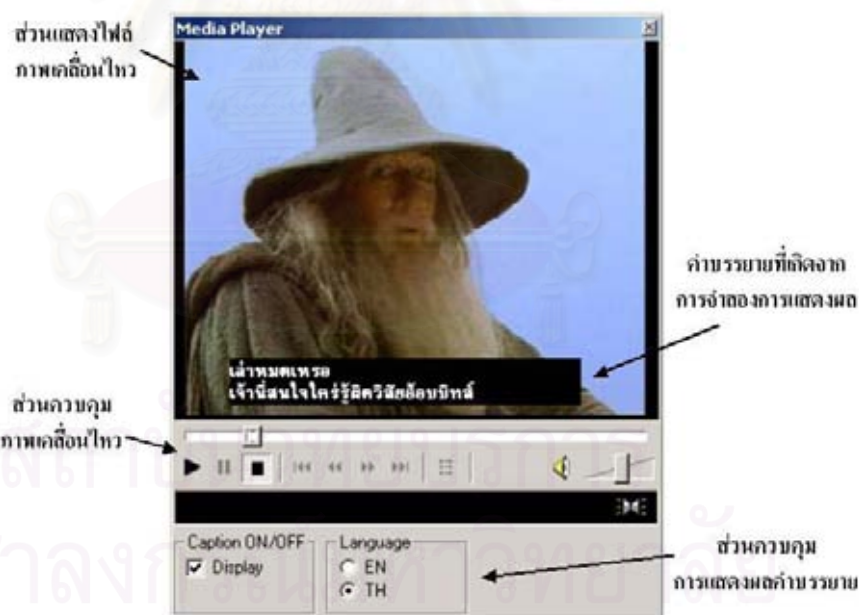 Media Player
ส่วนแสดงไฟล์
ภาพเคลื่อนไหว
คำบรรยายที่เกิดจาก
การจำลองการแสดงผล
เล่าหมดเหรอ
เจ้านี่สนใจใคร่รู้ผิดวิสัยฮ็อบบิทส์
ส่วนควบคุม
ภาพเคลื่อนไหว
Caption ON/OFF
Display
Language
EN
TH
ส่วนควบคุม
การแสดงผลคำบรรยาย